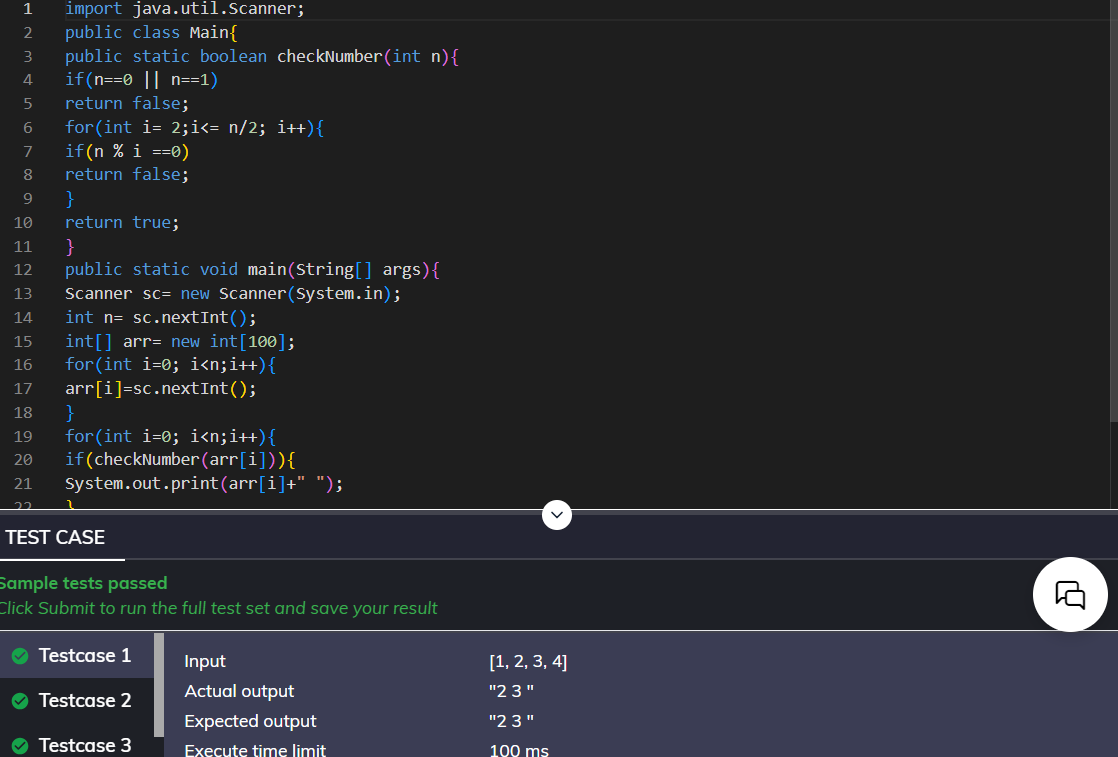 1 import java.util.Scanner;
2 public class Main{
3 public static boolean checkNumber(int n){
4 if(n==0 || n==1)
5 return false;
6 for(int i= 2;i<= n/2; i++){
7 if(n % i ==0)
8 return false;
9 }
10 return true;
11 }
12 public static void main(String[] args){
13 Scanner sc= new Scanner(System.in);
14 int n= sc.nextInt();
15 int[] arr= new int[100];
16 for(int i=0; i<n;i++){
17 arr[i]=sc.nextInt();
18 }
19 for(int i=0; i<n;i++){
20 if(checkNumber(arr[i])){
21 System.out.print(arr[i]+" ");
22 }
TEST CASE
Sample tests passed
Click Submit to run the full test set and save your result
Testcase 1
Testcase 2
Testcase 3
Input [1, 2, 3, 4]
Actual output "2 3 "
Expected output "2 3 "
Execute time limit 100 ms